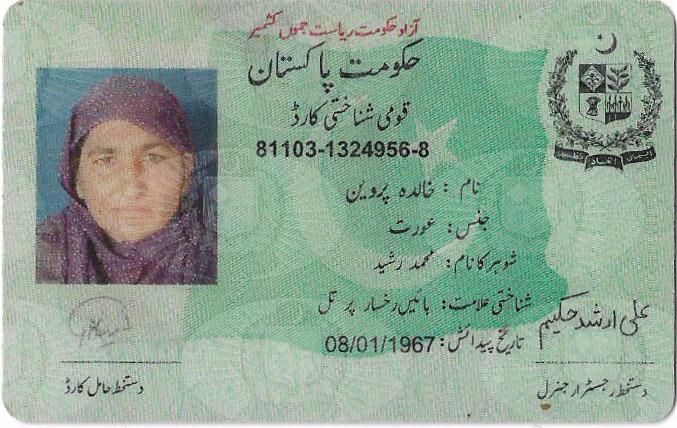 آزاد حکومت ریاست جموں کشمیر
حکومت پاکستان
قومی شناختی کارڈ
81103-1324956-8
نام : خالدہ پروین
جنس : عورت
شوہر کا نام : محمد رشید
شناختی علامت : بائیں رخسار پر تل
تاریخ پیدائش : 08/01/1967
ایمان اتحاد تنظیم
علی ارشد حکیم
دستخط حامل کارڈ
دستخط رجسٹرار جنرل